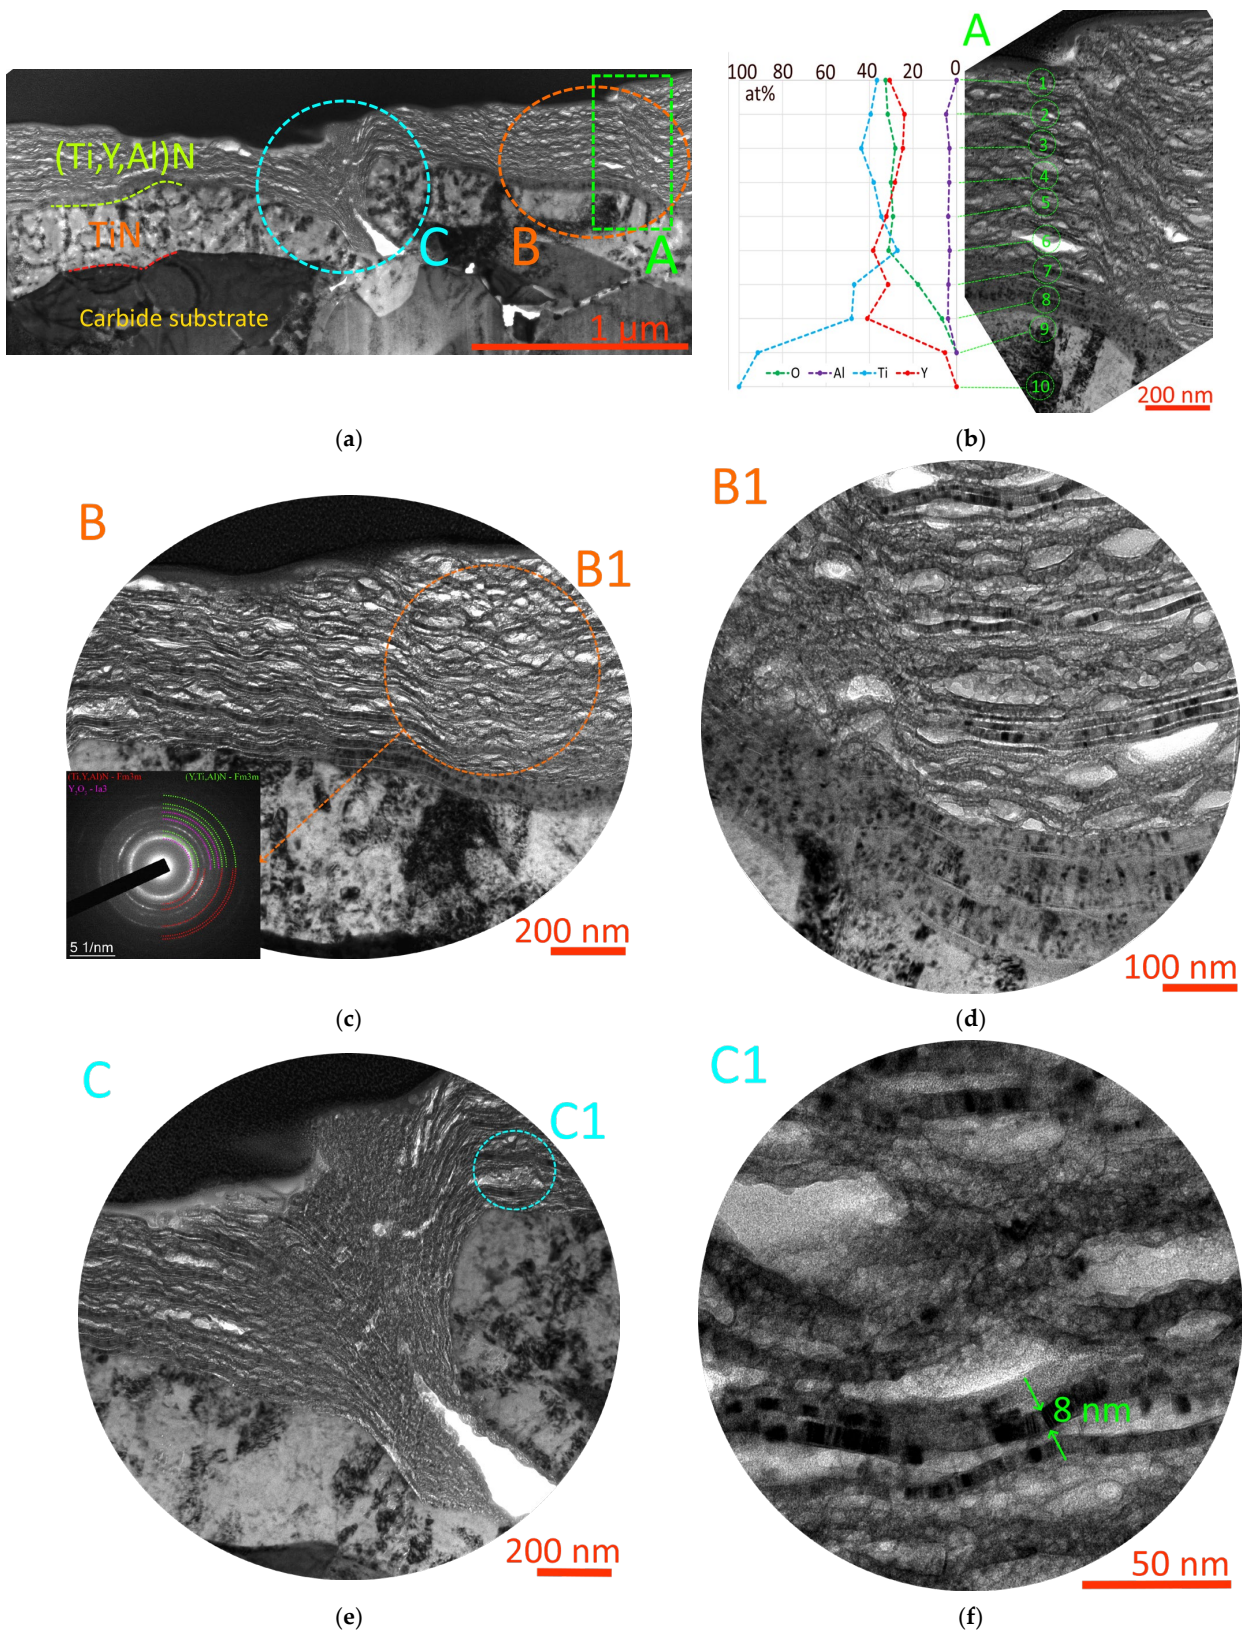 (Ti,Y,Al)N
TiN
Carbide substrate
C
B
A
1 µm
(a)
A
100 80 60 40 20 0
at%
1
2
3
4
5
6
7
8
9
10
O Al Ti Y
200 nm
(b)
B
B1
(Ti,Y,Al)N - Fm3m
(Y,Ti,Al)N - Fm3m
Y₂O₃ - Ia3
5 1/nm
200 nm
(c)
B1
100 nm
(d)
C
C1
200 nm
(e)
C1
8 nm
50 nm
(f)